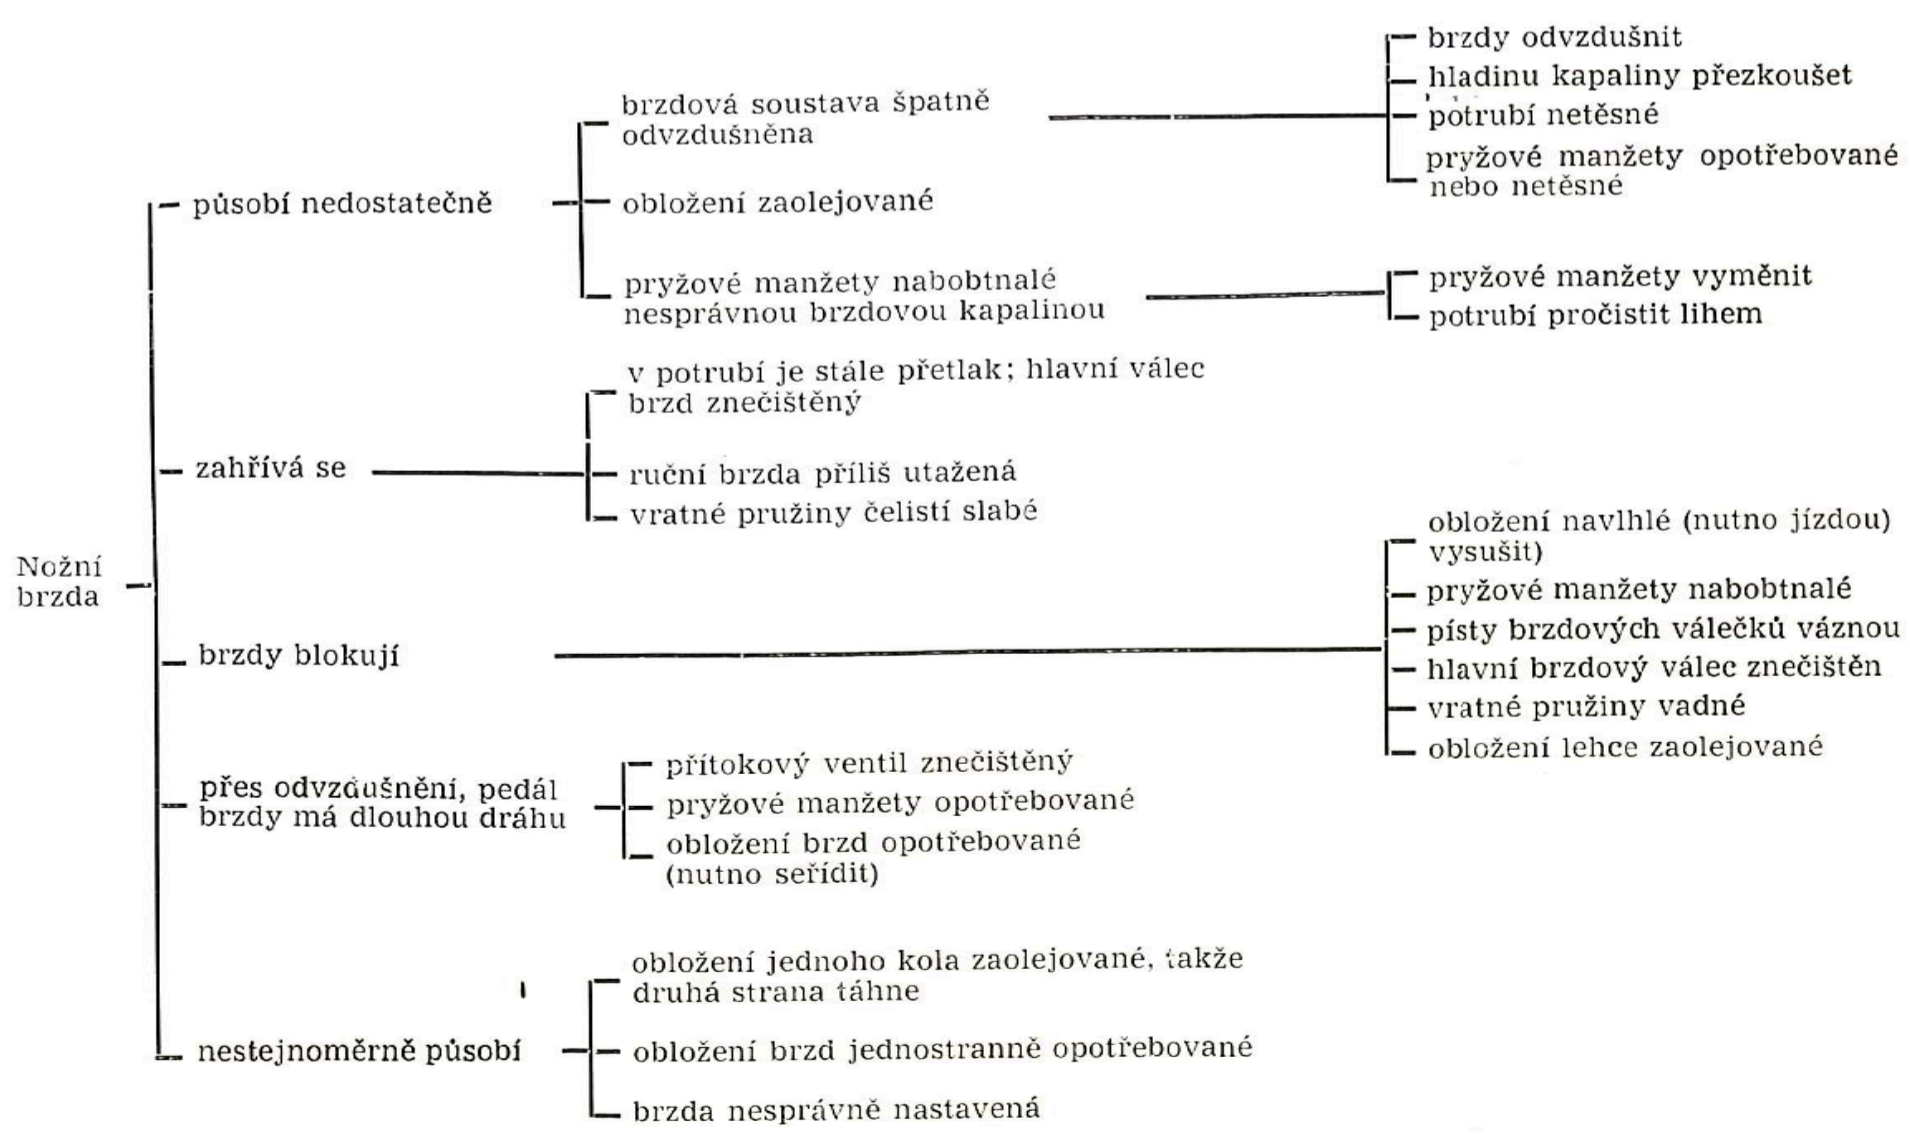 Nožní
brzda
působí nedostatečně
brzdová soustava špatně
odvzdušněna
brzdy odvzdušnit
hladinu kapaliny přezkoušet
potrubí netěsné
pryžové manžety opotřebované
nebo netěsné
obložení zaolejované
pryžové manžety nabobtnalé
nesprávnou brzdovou kapalinou
pryžové manžety vyměnit
potrubí pročistit lihem
zahřívá se
v potrubí je stále přetlak; hlavní válec
brzd znečištěný
ruční brzda příliš utažená
vratné pružiny čelistí slabé
brzdy blokují
obložení navlhlé (nutno jízdou)
vysušit)
pryžové manžety nabobtnalé
písty brzdových válečků váznou
hlavní brzdový válec znečištěn
vratné pružiny vadné
obložení lehce zaolejované
přes odvzdušnění, pedál
brzdy má dlouhou dráhu
přítokový ventil znečištěný
pryžové manžety opotřebované
obložení brzd opotřebované
(nutno seřídit)
nestejnoměrně působí
obložení jednoho kola zaolejované, takže
druhá strana táhne
obložení brzd jednostranně opotřebované
brzda nesprávně nastavená